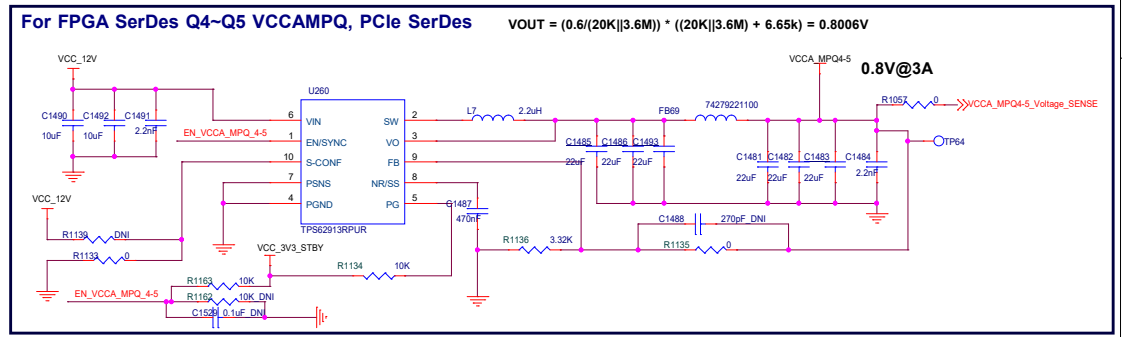 For FPGA SerDes Q4~Q5 VCCAMPQ, PCIe SerDes
VOUT = (0.6/(20K||3.6M)) * ((20K||3.6M) + 6.65k) = 0.8006V
VCC_12V
VCCA_MPQ4-5
0.8V@3A
U260
L7
2.2uH
FB69
74279221100
R1057
0
VCCA_MPQ4-5_Voltage_SENSE
C1490
C1492
C1491
10uF
10uF
2.2nF
6
VIN
SW
2
EN_VCCA_MPQ_4-5
1
EN/SYNC
VO
3
10
S-CONF
FB
9
7
PSNS
NR/SS
8
4
PGND
PG
5
TPS62913RPUR
C1485
C1486
C1493
22uF
22uF
22uF
C1481
C1482
C1483
C1484
22uF
22uF
22uF
2.2nF
TP64
C1487
470nF
C1488
270pF_DNI
VCC_12V
R1139
DNI
R1133
0
VCC_3V3_STBY
R1136
3.32K
R1135
0
R1134
10K
R1163
10K
EN_VCCA_MPQ_4-5
R1162
10K_DNI
C1529
0.1uF_DNI